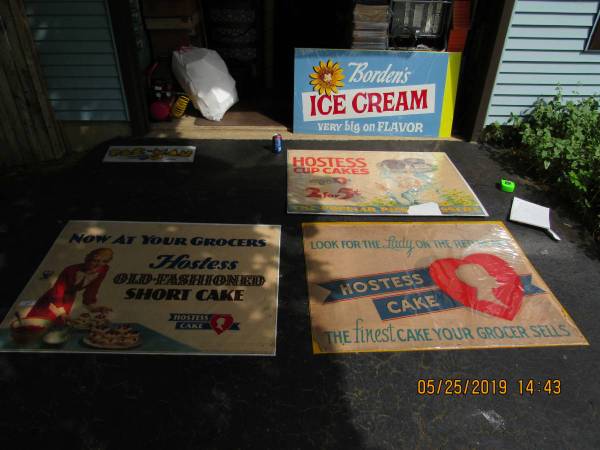 Borden's
ICE CREAM
VERY big on FLAVOR
HOSTESS
CUP CAKES
2 for 5¢
NOW AT YOUR GROCERS
Hostess
OLD-FASHIONED
SHORT CAKE
HOSTESS
CAKE
LOOK FOR THE Lady ON THE RED
HOSTESS
CAKE
THE finest CAKE YOUR GROCER SELLS
05/25/2019 14:43